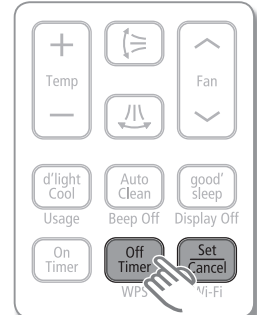 Temp
Fan
d'light Auto good'
Cool Clean sleep
Usage Beep Off Display Off
On Off Set
Timer Timer Cancel
WPS Wi-Fi